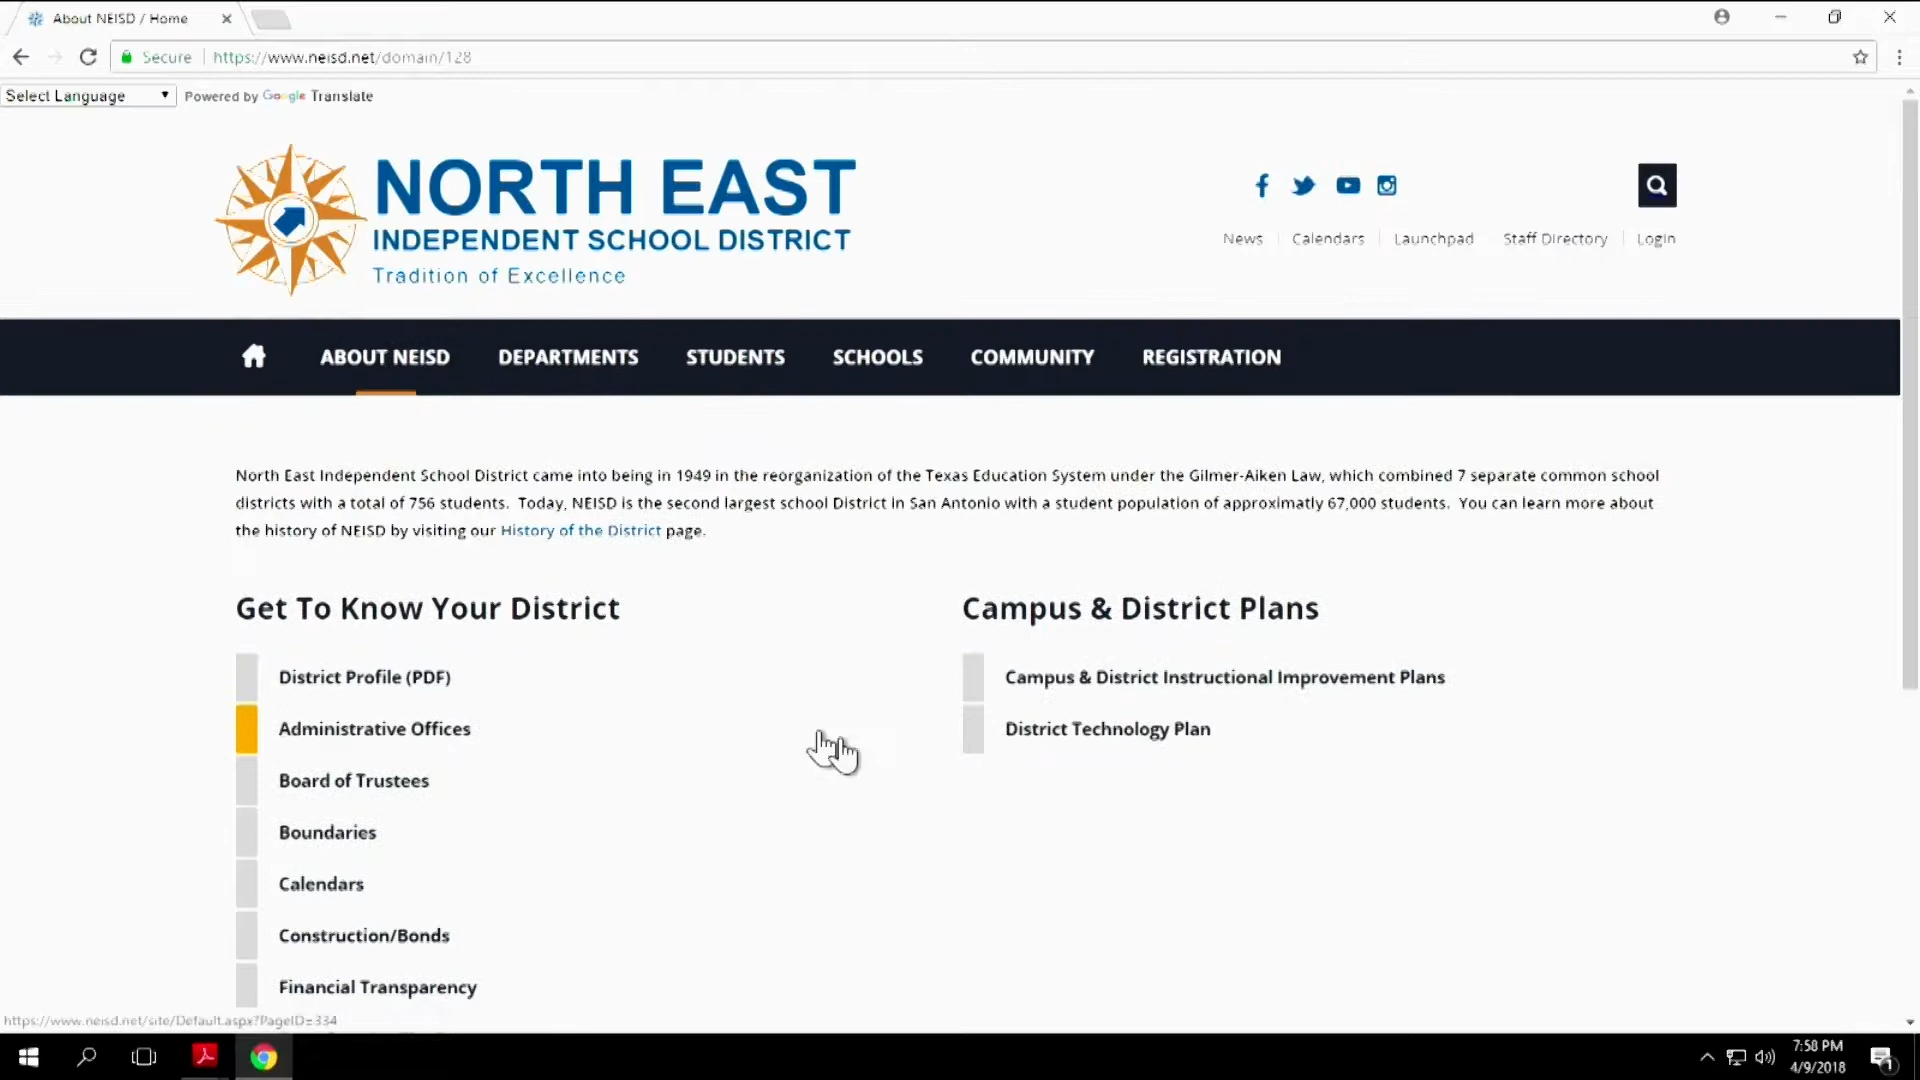 About NEISD / Home
Secure https://www.neisd.net/domain/128
Select Language Powered by Google Translate
NORTH EAST
INDEPENDENT SCHOOL DISTRICT
Tradition of Excellence
News Calendars Launchpad Staff Directory Login
ABOUT NEISD DEPARTMENTS STUDENTS SCHOOLS COMMUNITY REGISTRATION
North East Independent School District came into being in 1949 in the reorganization of the Texas Education System under the Gilmer-Aiken Law, which combined 7 separate common school
districts with a total of 756 students. Today, NEISD is the second largest school District in San Antonio with a student population of approximatly 67,000 students. You can learn more about
the history of NEISD by visiting our History of the District page.
Get To Know Your District
District Profile (PDF)
Administrative Offices
Board of Trustees
Boundaries
Calendars
Construction/Bonds
Financial Transparency
Campus & District Plans
Campus & District Instructional Improvement Plans
District Technology Plan
https://www.neisd.net/site/Default.aspx?PageID=334
7:58 PM
4/9/2018
1